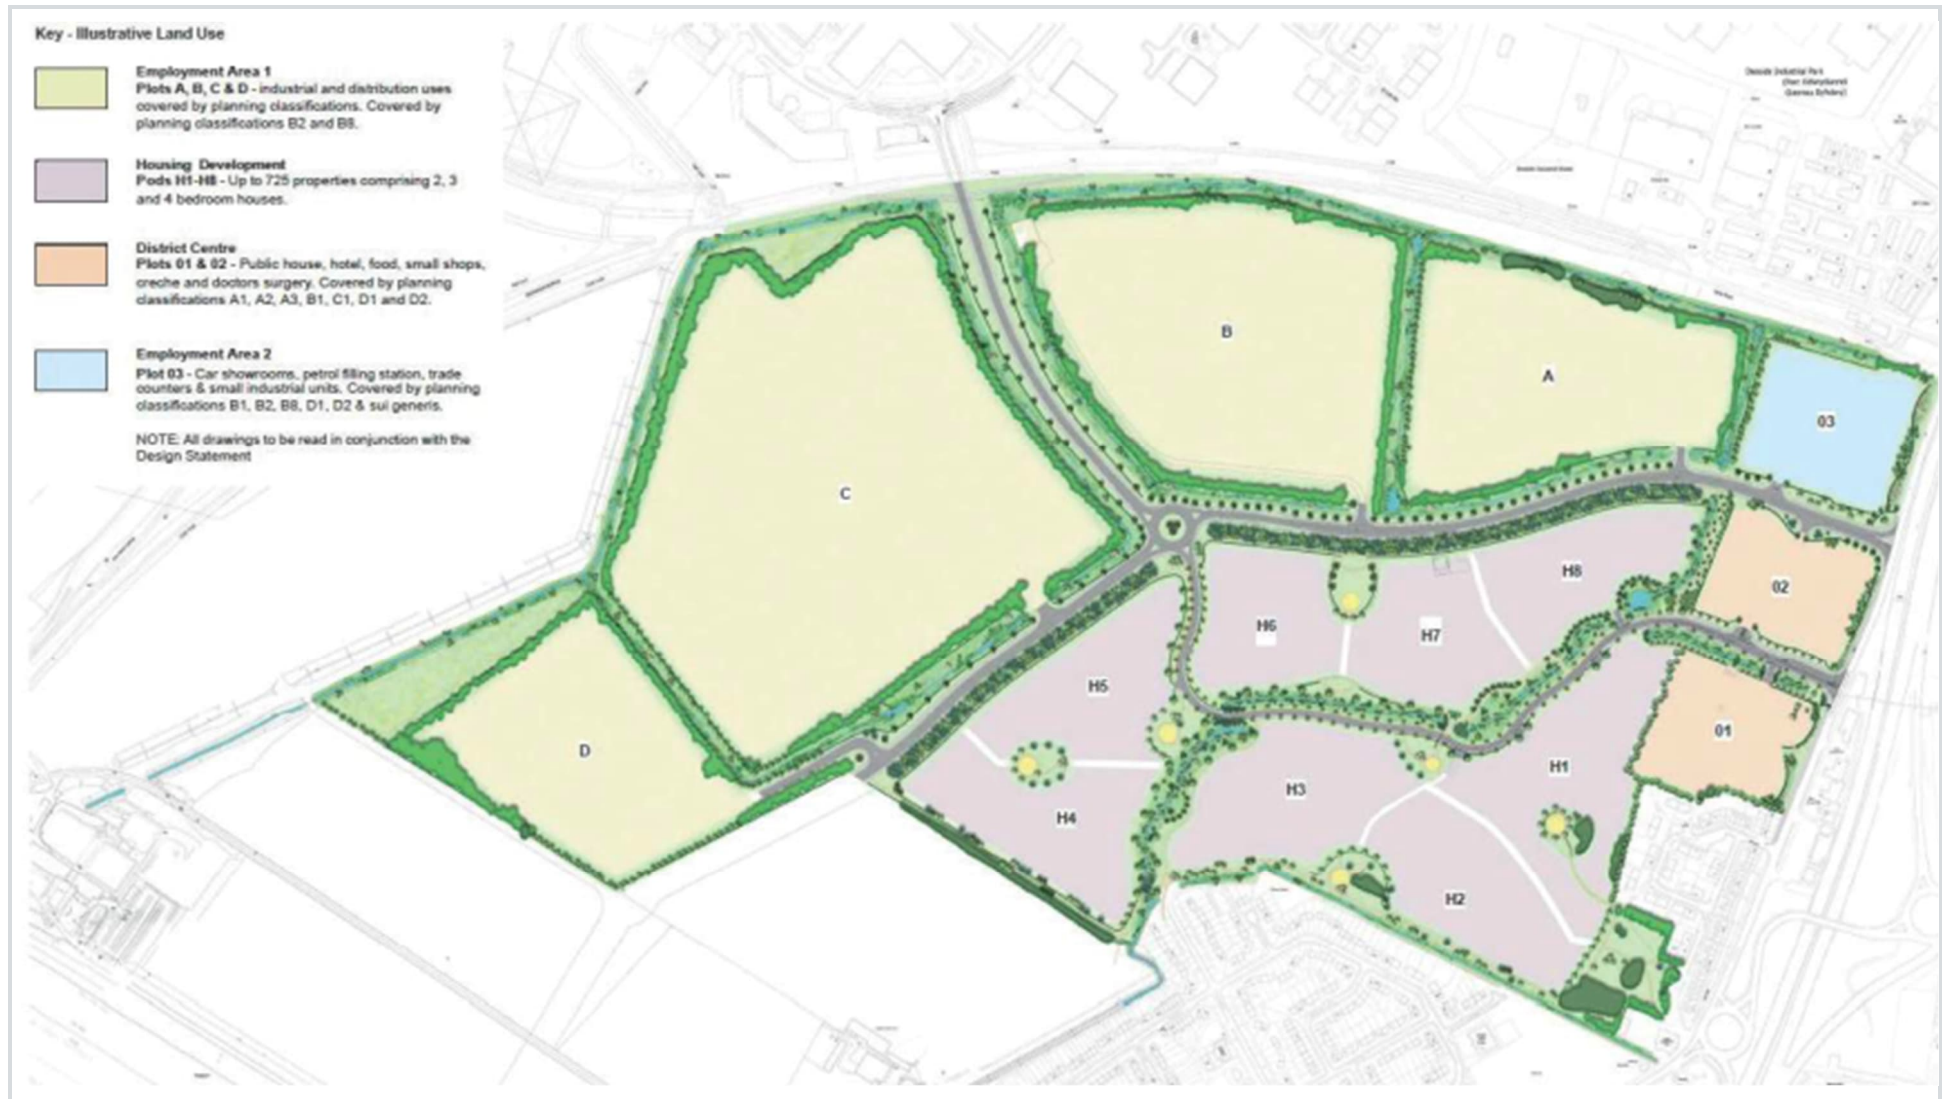 Key - Illustrative Land Use
Employment Area 1
Plots A, B, C & D - industrial and distribution uses
covered by planning classifications. Covered by
planning classifications B2 and B8.
Housing Development
Pods H1-H8 - Up to 725 properties comprising 2, 3
and 4 bedroom houses.
District Centre
Plots 01 & 02 - Public house, hotel, food, small shops,
creche and doctors surgery. Covered by planning
classifications A1, A2, A3, B1, C1, D1 and D2.
Employment Area 2
Plot 03 - Car showrooms, petrol filling station, trade
counters & small industrial units. Covered by planning
classifications B1, B2, B8, D1, D2 & sui generis.
NOTE: All drawings to be read in conjunction with the
Design Statement
Deeside Industrial Park
B
A
03
C
H8
02
H6
H7
H5
01
D
H1
H3
H4
H2